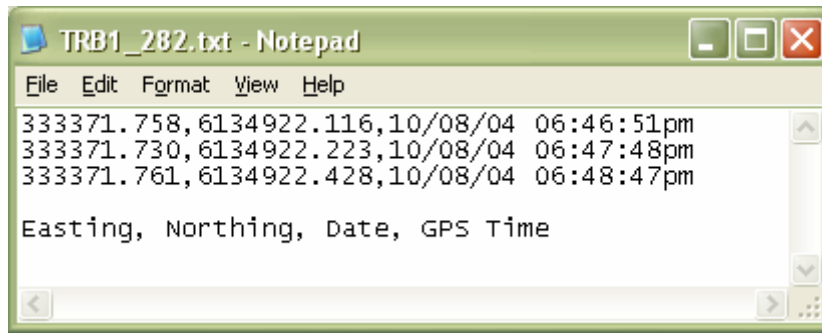 TRB1_282.txt - Notepad
File Edit Format View Help
333371.758,6134922.116,10/08/04 06:46:51pm
333371.730,6134922.223,10/08/04 06:47:48pm
333371.761,6134922.428,10/08/04 06:48:47pm
Easting, Northing, Date, GPS Time